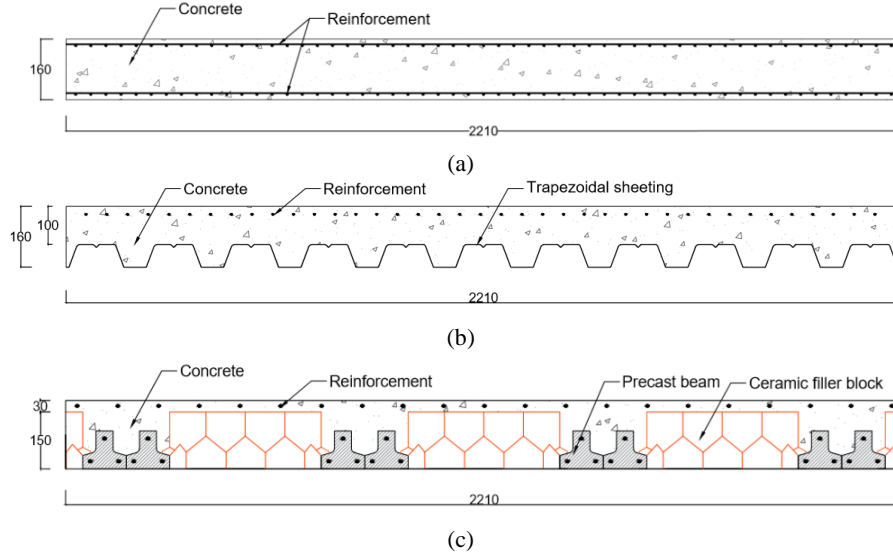 Concrete
Reinforcement
160
2210
(a)
Concrete
Reinforcement
Trapezoidal sheeting
160
100
2210
(b)
Concrete
Reinforcement
Precast beam
Ceramic filler block
30
150
2210
(c)